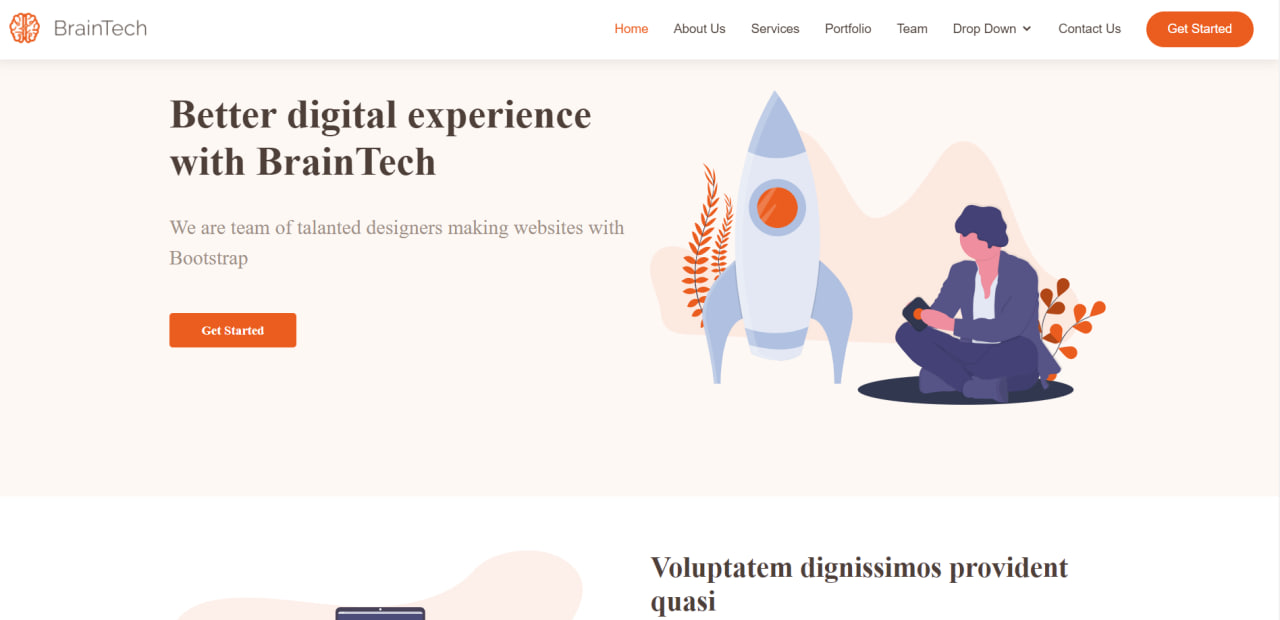 BrainTech
Home About Us Services Portfolio Team Drop Down Contact Us Get Started
Better digital experience
with BrainTech
We are team of talanted designers making websites with
Bootstrap
Get Started
Voluptatem dignissimos provident
quasi